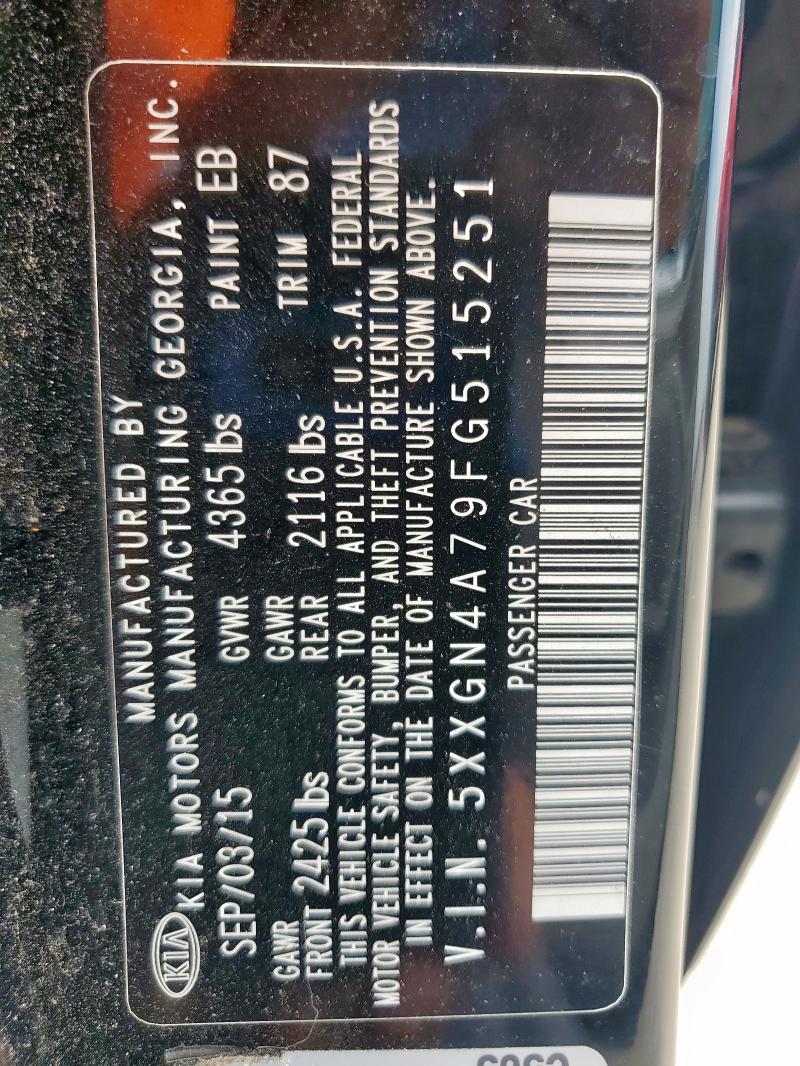 MANUFACTURED BY
KIA KIA MOTORS MANUFACTURING GEORGIA, INC.
SEP/03/15 GVWR 4365 lbs PAINT EB
GAWR FRONT 2425 lbs GAWR REAR 2116 lbs TRIM 87
THIS VEHICLE CONFORMS TO ALL APPLICABLE U.S.A. FEDERAL
MOTOR VEHICLE SAFETY, BUMPER, AND THEFT PREVENTION STANDARDS
IN EFFECT ON THE DATE OF MANUFACTURE SHOWN ABOVE.
V.I.N. 5XXGN4A79FG515251
PASSENGER CAR